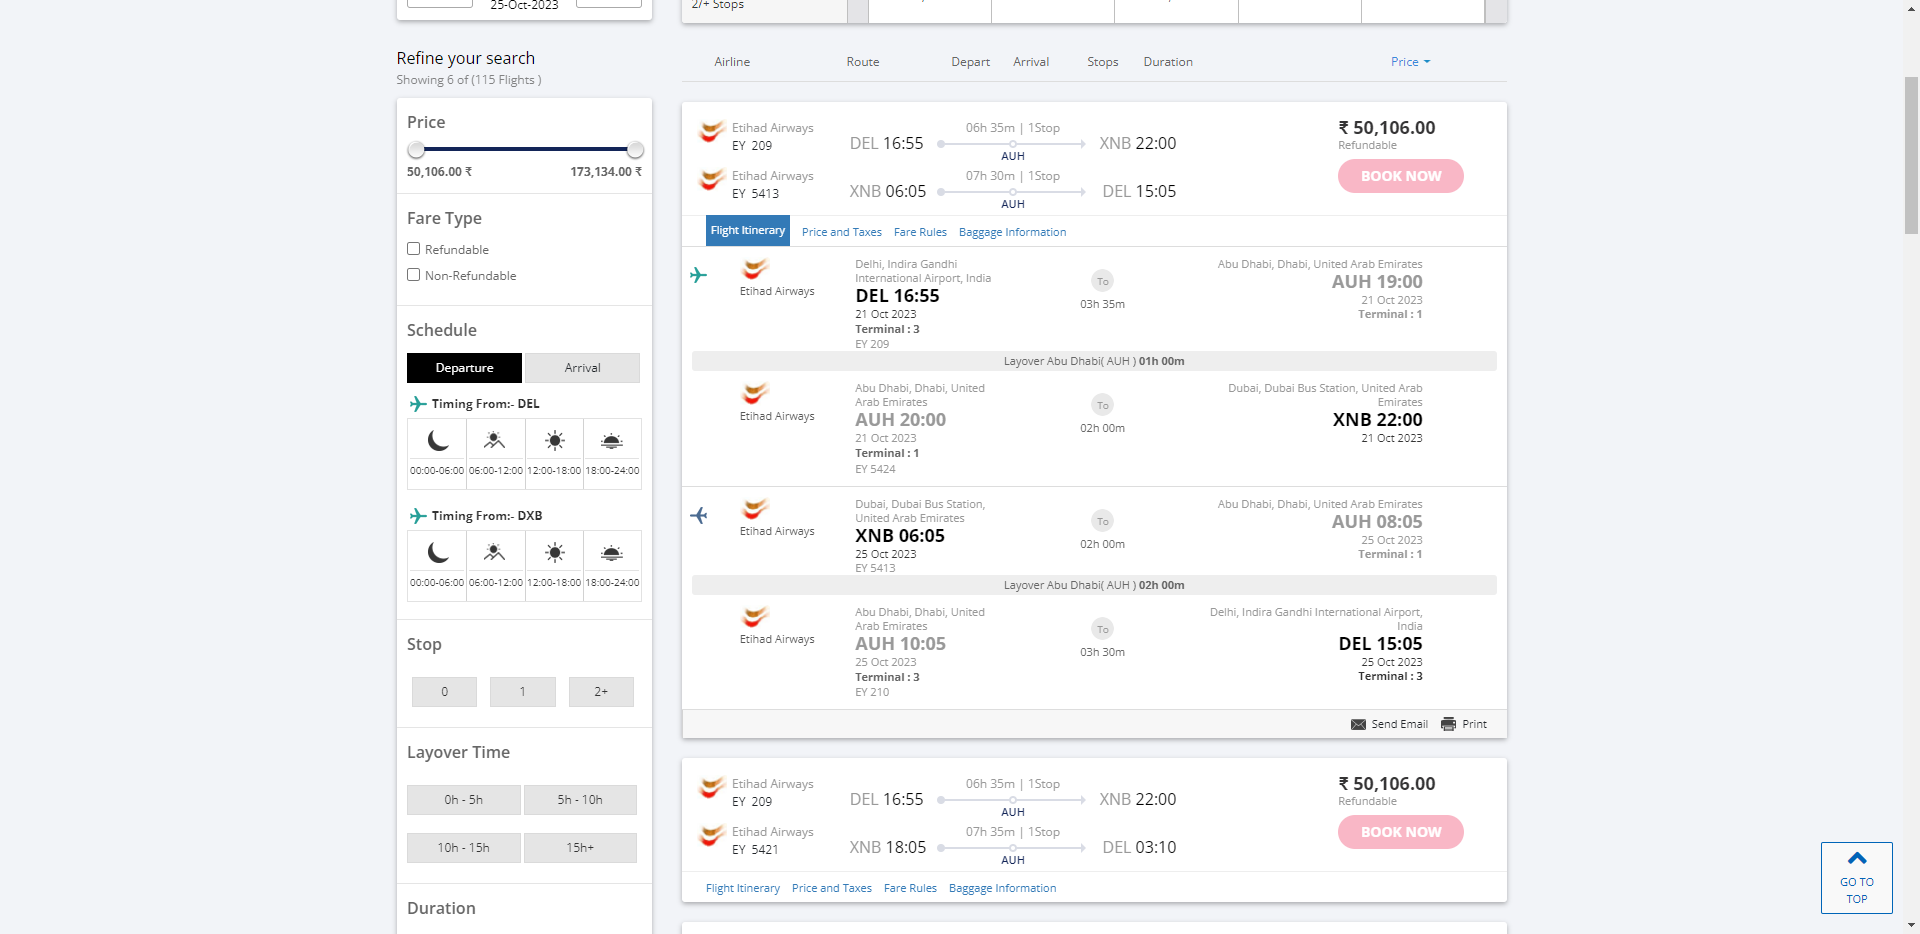 25-Oct-2023
2/+ Stops
Refine your search
Showing 6 of (115 Flights )
Price
50,106.00 ₹ 173,134.00 ₹
Fare Type
Refundable
Non-Refundable
Schedule
Departure Arrival
Timing From:- DEL
00:00-06:00 06:00-12:00 12:00-18:00 18:00-24:00
Timing From:- DXB
00:00-06:00 06:00-12:00 12:00-18:00 18:00-24:00
Stop
0 1 2+
Layover Time
0h - 5h 5h - 10h
10h - 15h 15h+
Duration
Airline Route Depart Arrival Stops Duration Price
Etihad Airways
EY 209
DEL 16:55
06h 35m | 1Stop
AUH
XNB 22:00
Etihad Airways
EY 5413
XNB 06:05
07h 30m | 1Stop
AUH
DEL 15:05
₹ 50,106.00
Refundable
BOOK NOW
Flight Itinerary Price and Taxes Fare Rules Baggage Information
Etihad Airways
Delhi, Indira Gandhi
International Airport, India
DEL 16:55
21 Oct 2023
Terminal : 3
EY 209
To
03h 35m
Abu Dhabi, Dhabi, United Arab Emirates
AUH 19:00
21 Oct 2023
Terminal : 1
Layover Abu Dhabi( AUH ) 01h 00m
Etihad Airways
Abu Dhabi, Dhabi, United
Arab Emirates
AUH 20:00
21 Oct 2023
Terminal : 1
EY 5424
To
02h 00m
Dubai, Dubai Bus Station, United Arab
Emirates
XNB 22:00
21 Oct 2023
Etihad Airways
Dubai, Dubai Bus Station,
United Arab Emirates
XNB 06:05
25 Oct 2023
EY 5413
To
02h 00m
Abu Dhabi, Dhabi, United Arab Emirates
AUH 08:05
25 Oct 2023
Terminal : 1
Layover Abu Dhabi( AUH ) 02h 00m
Etihad Airways
Abu Dhabi, Dhabi, United
Arab Emirates
AUH 10:05
25 Oct 2023
Terminal : 3
EY 210
To
03h 30m
Delhi, Indira Gandhi International Airport,
India
DEL 15:05
25 Oct 2023
Terminal : 3
Send Email Print
Etihad Airways
EY 209
DEL 16:55
06h 35m | 1Stop
AUH
XNB 22:00
Etihad Airways
EY 5421
XNB 18:05
07h 35m | 1Stop
AUH
DEL 03:10
₹ 50,106.00
Refundable
BOOK NOW
Flight Itinerary Price and Taxes Fare Rules Baggage Information
GO TO
TOP